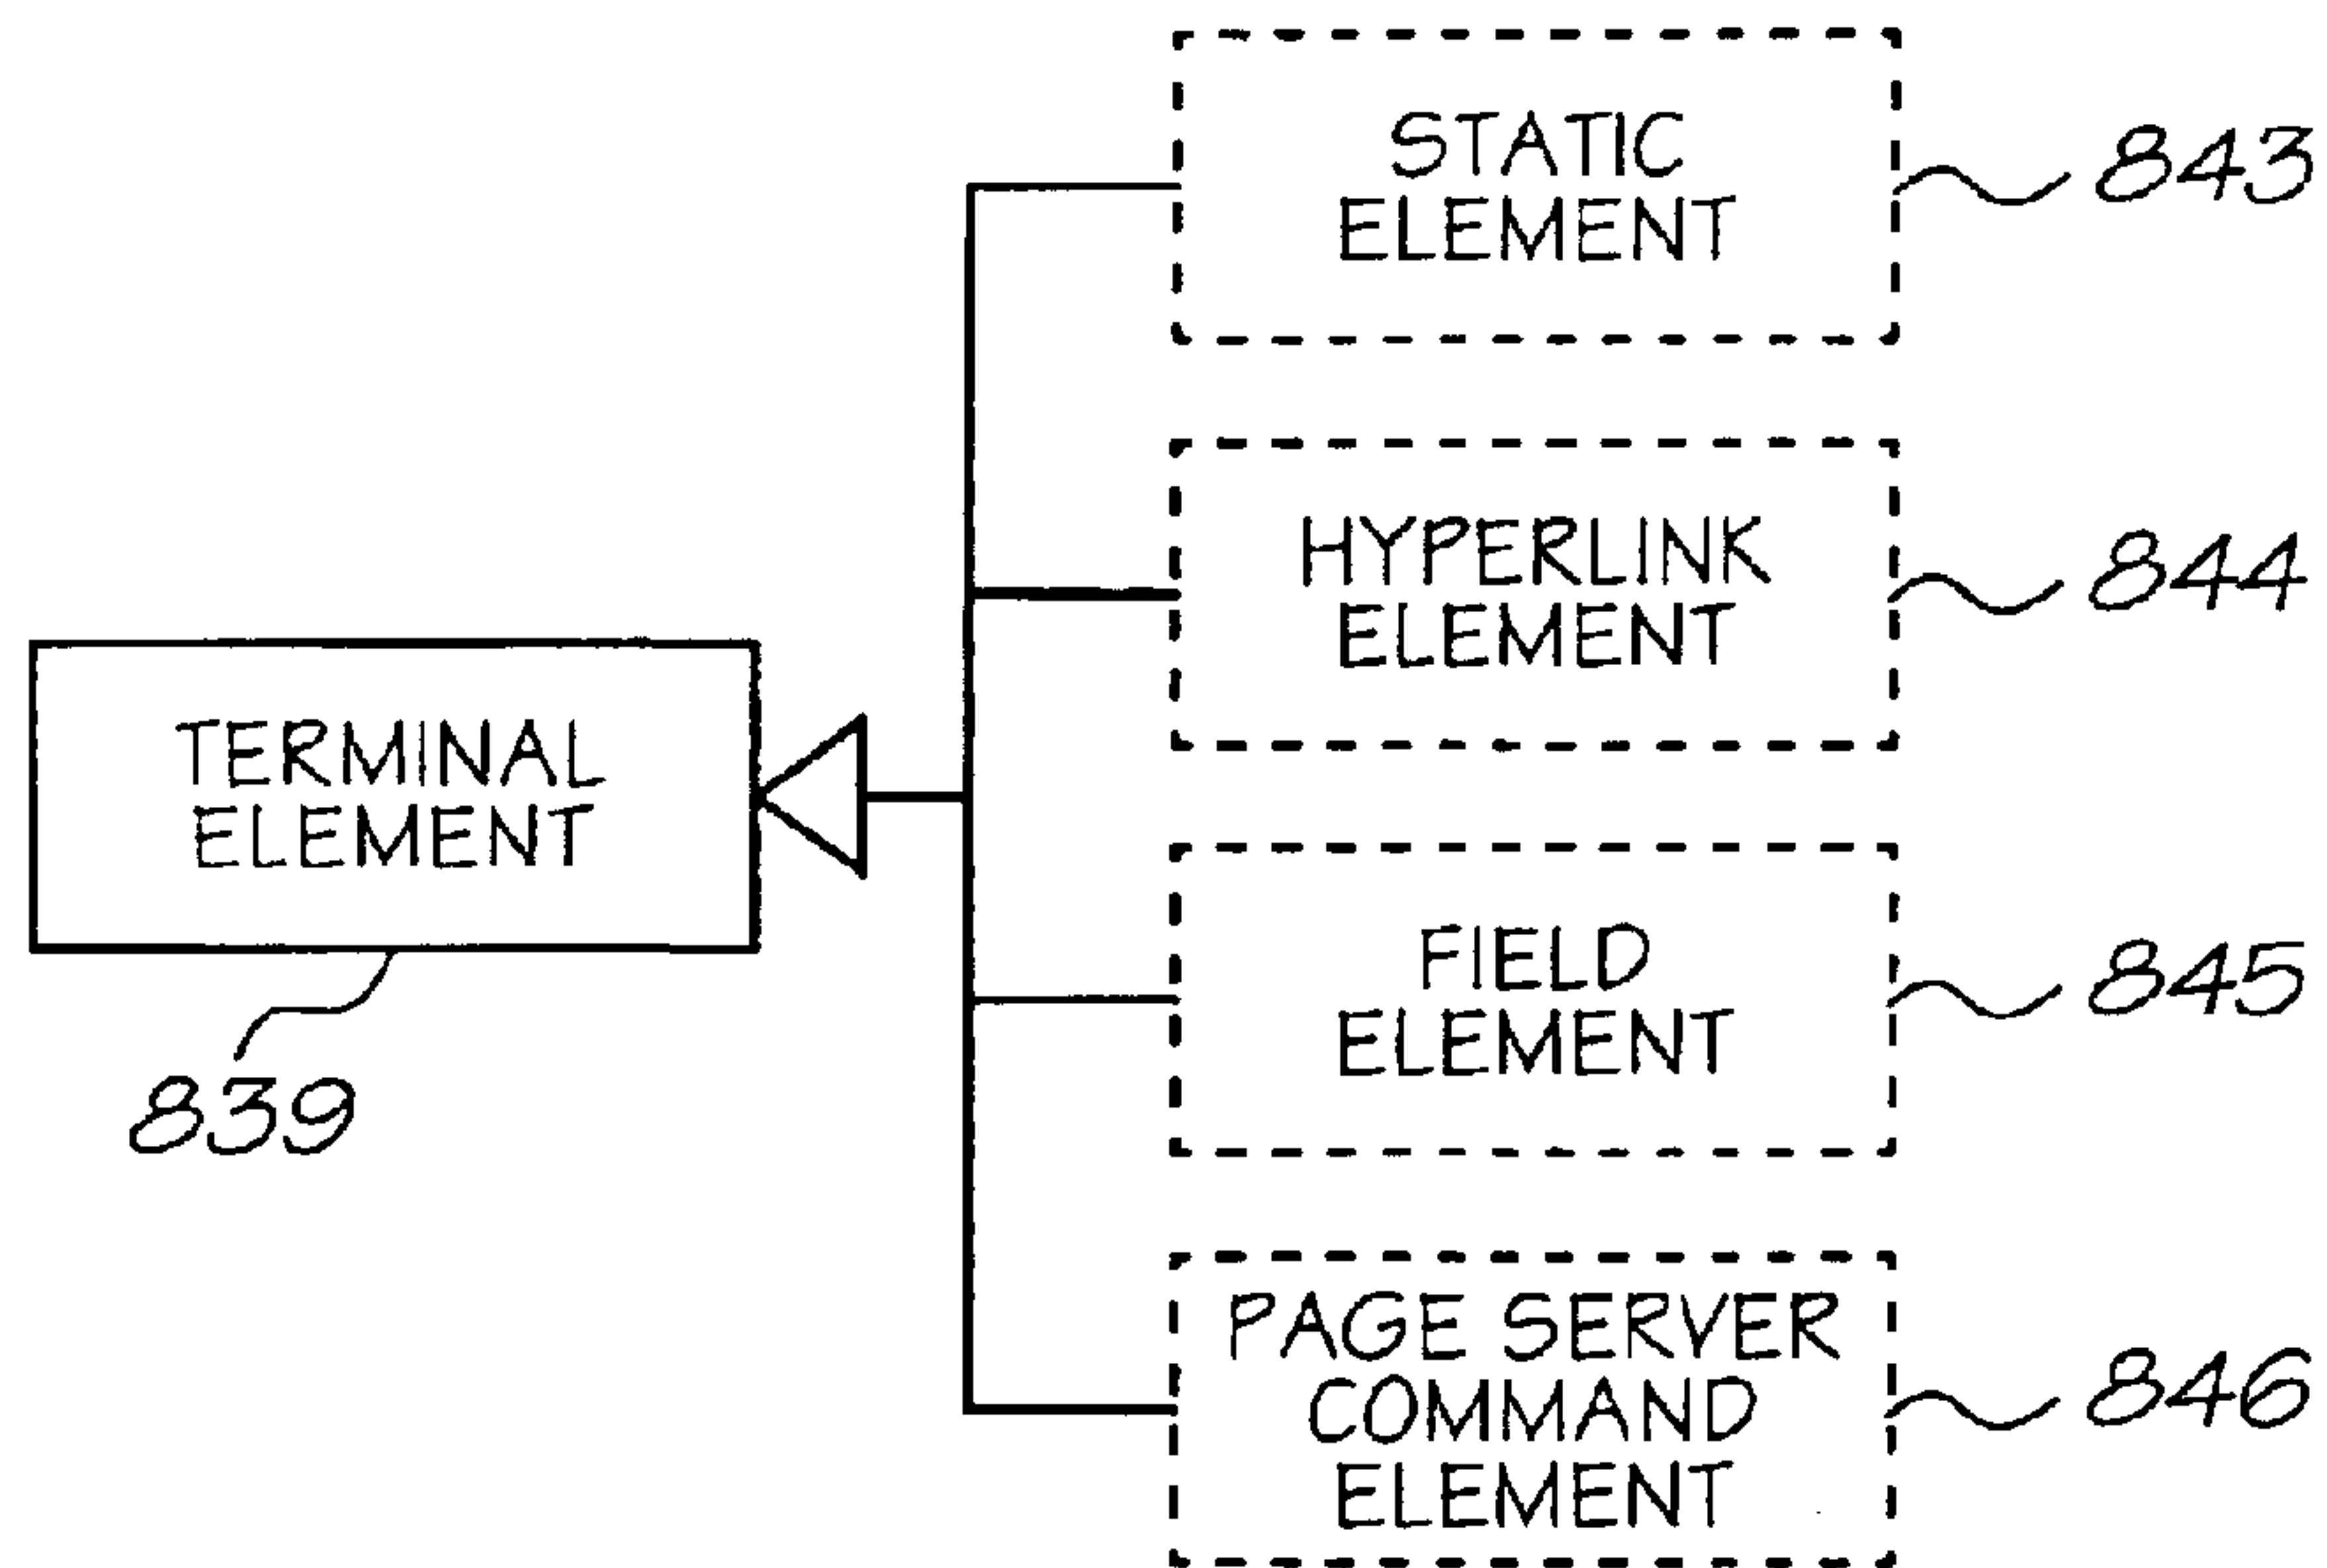 STATIC
ELEMENT
843
HYPERLINK
ELEMENT
844
TERMINAL
ELEMENT
839
FIELD
ELEMENT
845
PAGE SERVER
COMMAND
ELEMENT
846